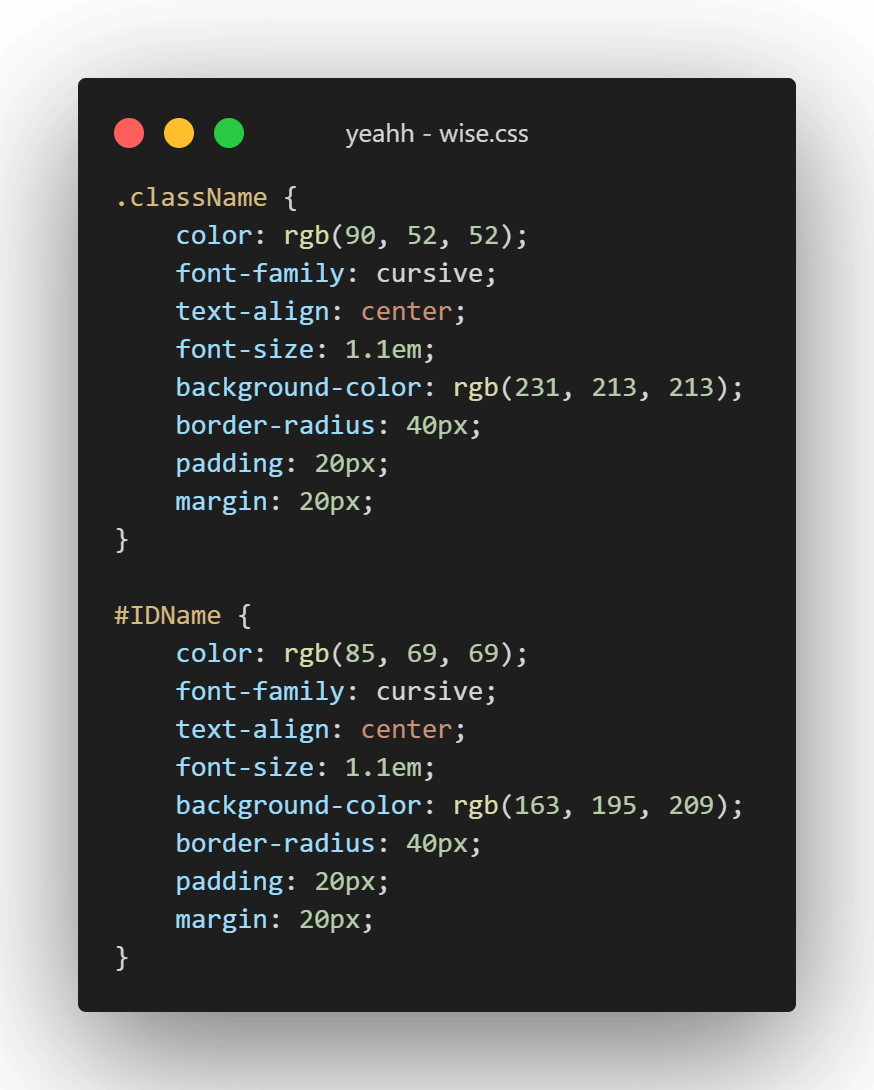 yeahh - wise.css
.className {
    color: rgb(90, 52, 52);
    font-family: cursive;
    text-align: center;
    font-size: 1.1em;
    background-color: rgb(231, 213, 213);
    border-radius: 40px;
    padding: 20px;
    margin: 20px;
}

#IDName {
    color: rgb(85, 69, 69);
    font-family: cursive;
    text-align: center;
    font-size: 1.1em;
    background-color: rgb(163, 195, 209);
    border-radius: 40px;
    padding: 20px;
    margin: 20px;
}